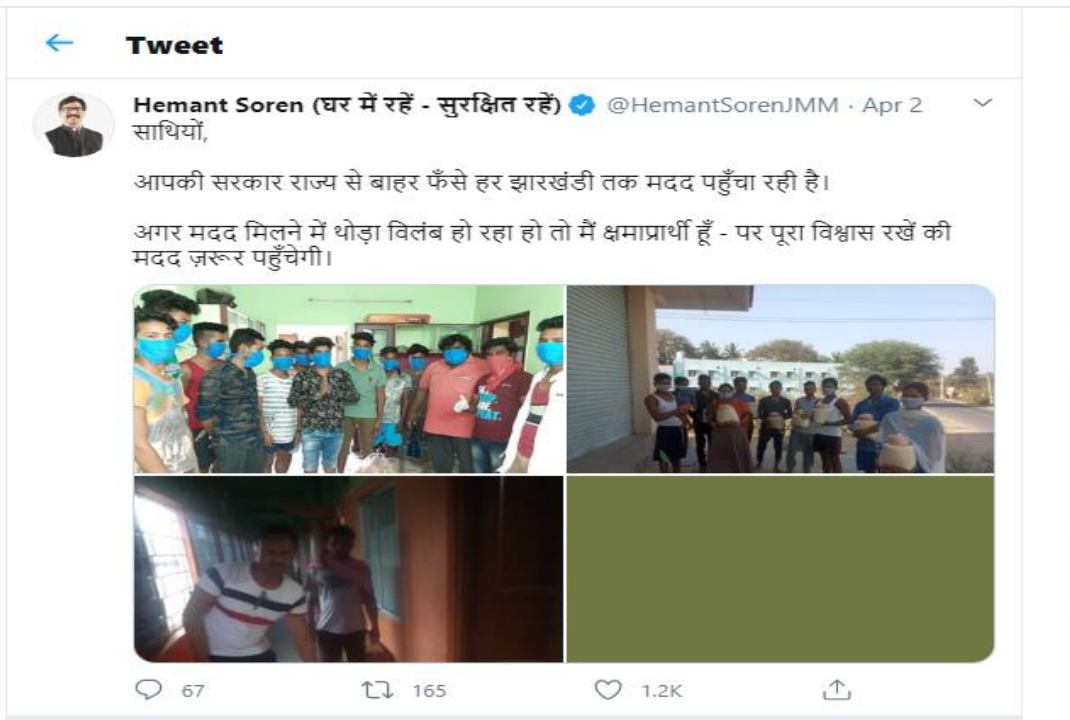 Tweet
Hemant Soren (घर में रहें - सुरक्षित रहें) @HemantSorenJMM · Apr 2
साथियों,
आपकी सरकार राज्य से बाहर फँसे हर झारखंडी तक मदद पहुँचा रही है।
अगर मदद मिलने में थोड़ा विलंब हो रहा हो तो मैं क्षमाप्रार्थी हूँ - पर पूरा विश्वास रखें की
मदद ज़रूर पहुँचेगी।
67 165 1.2K